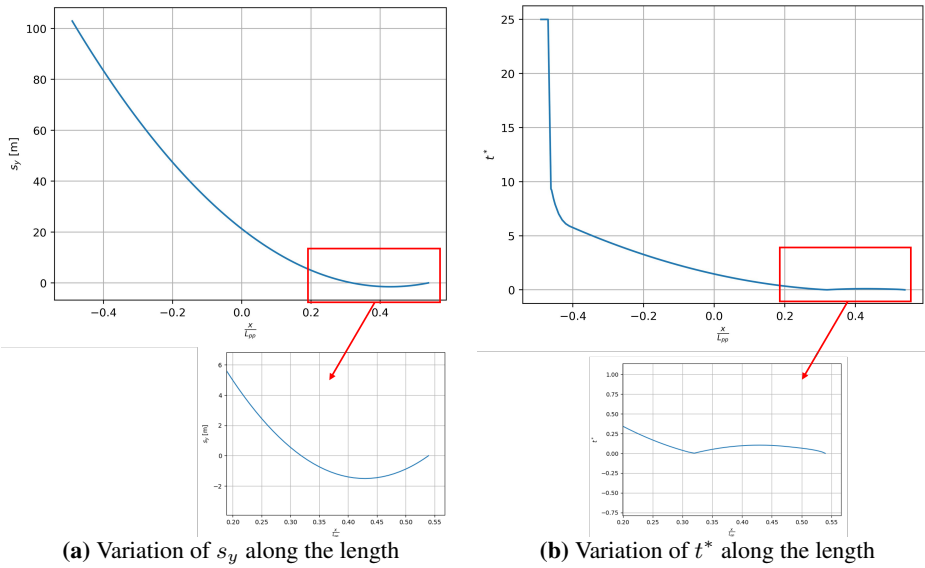 100
80
60
40
20
0
s_y [m]
−0.4 −0.2 0.0 0.2 0.4
x
L_pp
25
20
15
10
5
0
t*
−0.4 −0.2 0.0 0.2 0.4
x
L_pp
6
4
2
0
−2
s_y [m]
0.20 0.25 0.30 0.35 0.40 0.45 0.50 0.55
1.00
0.75
0.50
0.25
0.00
−0.25
−0.50
−0.75
t*
0.20 0.25 0.30 0.35 0.40 0.45 0.50 0.55
(a) Variation of s_y along the length
(b) Variation of t* along the length